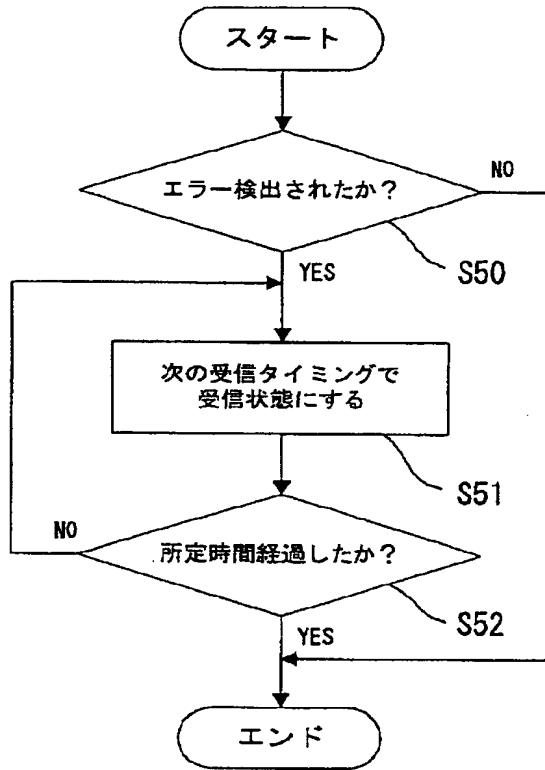 スタート
エラー検出されたか？
NO
S50
YES
次の受信タイミングで
受信状態にする
S51
NO
所定時間経過したか？
S52
YES
エンド